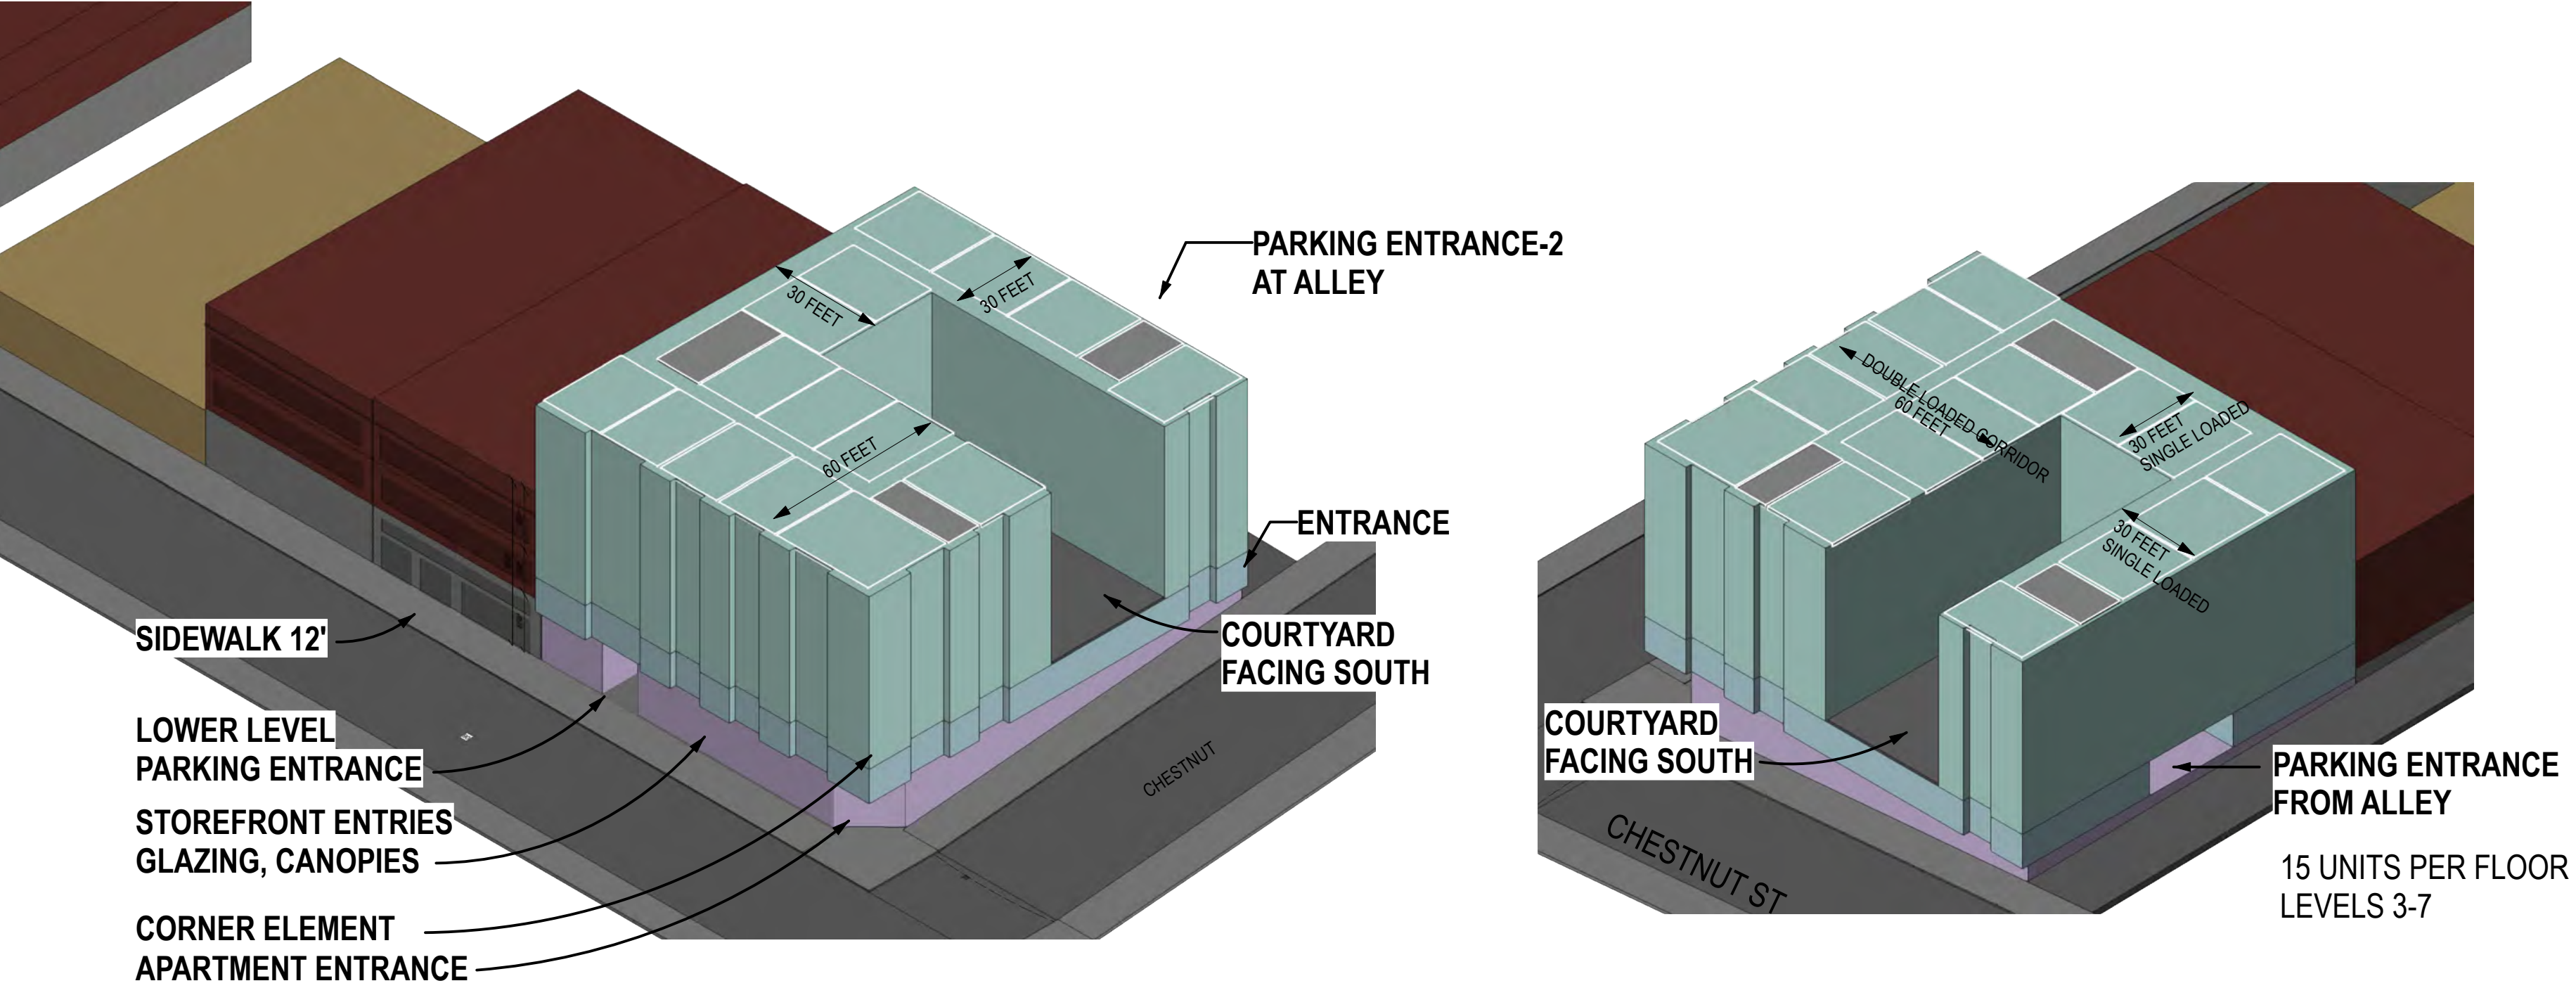 PARKING ENTRANCE-2
AT ALLEY
30 FEET
30 FEET
60 FEET
ENTRANCE
SIDEWALK 12'
COURTYARD
FACING SOUTH
LOWER LEVEL
PARKING ENTRANCE
STOREFRONT ENTRIES
GLAZING, CANOPIES
CORNER ELEMENT
APARTMENT ENTRANCE
CHESTNUT
DOUBLE LOADED CORRIDOR
60 FEET
30 FEET
SINGLE LOADED
30 FEET
SINGLE LOADED
COURTYARD
FACING SOUTH
CHESTNUT ST
PARKING ENTRANCE
FROM ALLEY
15 UNITS PER FLOOR
LEVELS 3-7